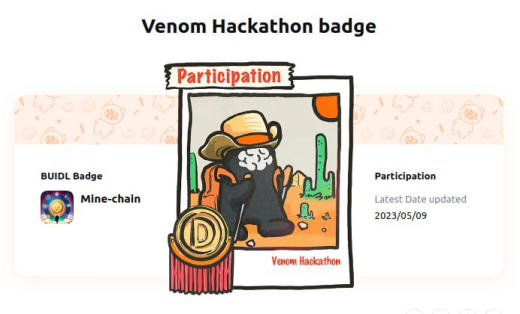 Venom Hackathon badge
Participation
BUIDL Badge
Mine-chain
D
Venom Hackathon
Participation
Latest Date updated
2023/05/09